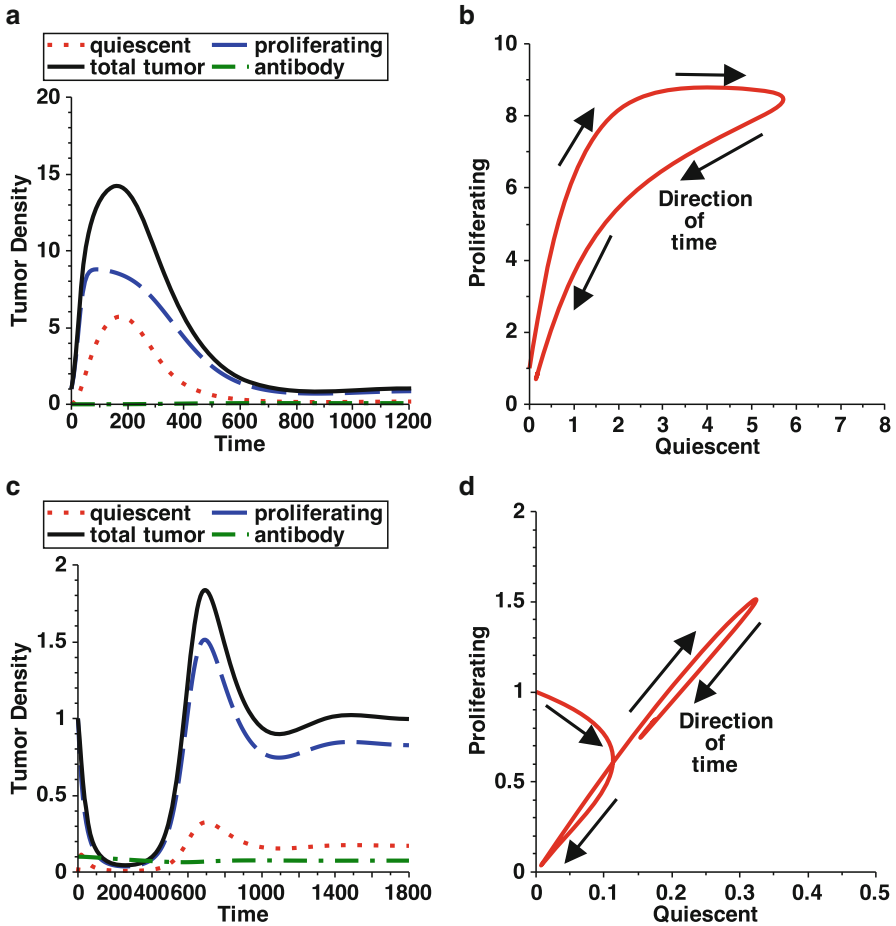 a
quiescent proliferating
total tumor antibody
20
15
10
5
0
Tumor Density
0 200 400 600 800 1000 1200
Time
b
10
8
6
4
2
0
Proliferating
Direction
of
time
0 1 2 3 4 5 6 7 8
Quiescent
c
quiescent proliferating
total tumor antibody
2
1.5
1
0.5
0
Tumor Density
0 200400600 1000 1400 1800
Time
d
2
1.5
1
0.5
0
Proliferating
Direction
of
time
0 0.1 0.2 0.3 0.4 0.5
Quiescent